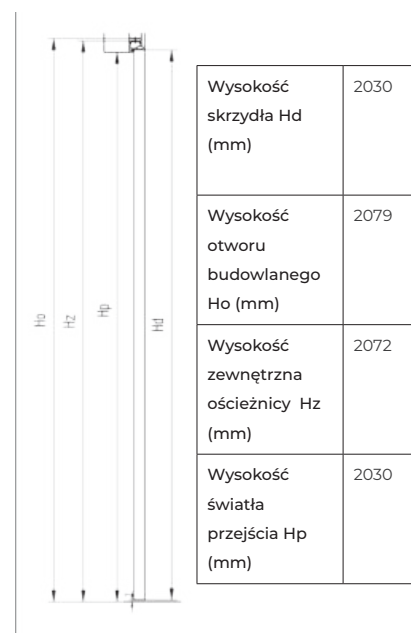 Ho
Hz
Hp
Hd
Wysokość 2030
skrzydła Hd
(mm)
Wysokość 2079
otworu
budowlanego
Ho (mm)
Wysokość 2072
zewnętrzna
ościeżnicy Hz
(mm)
Wysokość 2030
światła
przejścia Hp
(mm)